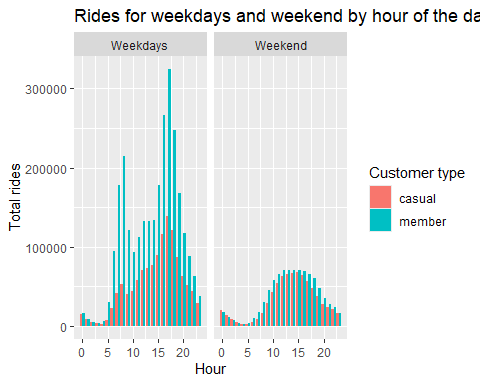 Rides for weekdays and weekend by hour of the da
Weekdays Weekend
300000
200000
100000
0
Total rides
0 5 10 15 20 0 5 10 15 20
Hour
Customer type
casual
member